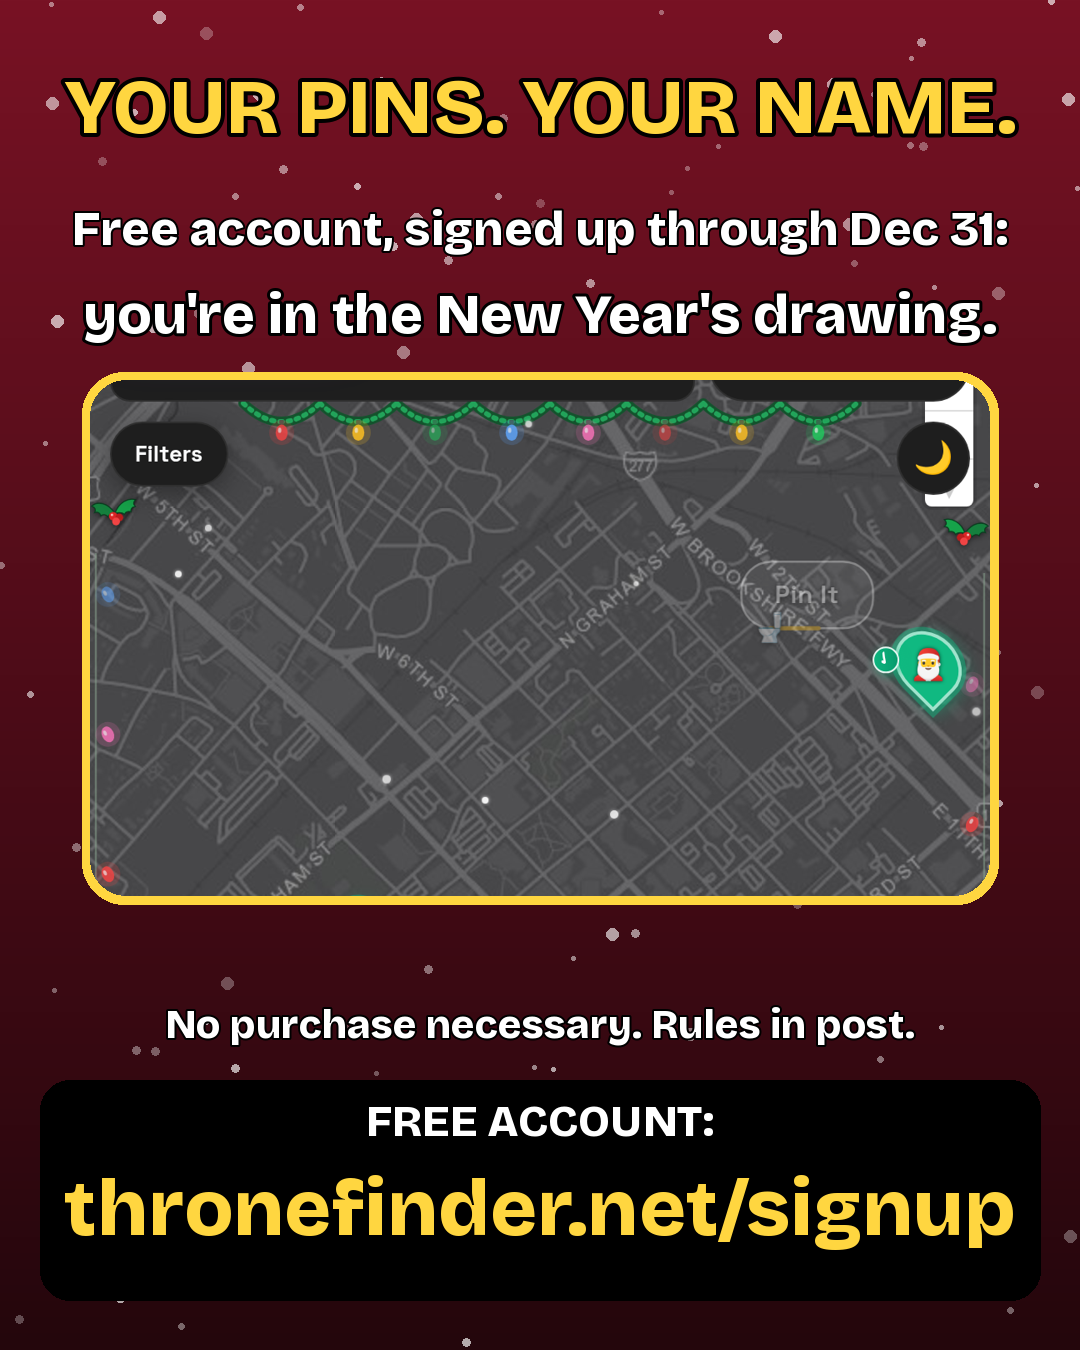 YOUR PINS. YOUR NAME.
Free account, signed up through Dec 31:
you're in the New Year's drawing.
Filters
277
W 5TH ST
ST
N GRAHAM ST
W BROOKSHIRE FWY
W 12TH ST
Pin It
W 6TH ST
E 11TH
HAM ST
RD ST
No purchase necessary. Rules in post.
FREE ACCOUNT:
thronefinder.net/signup